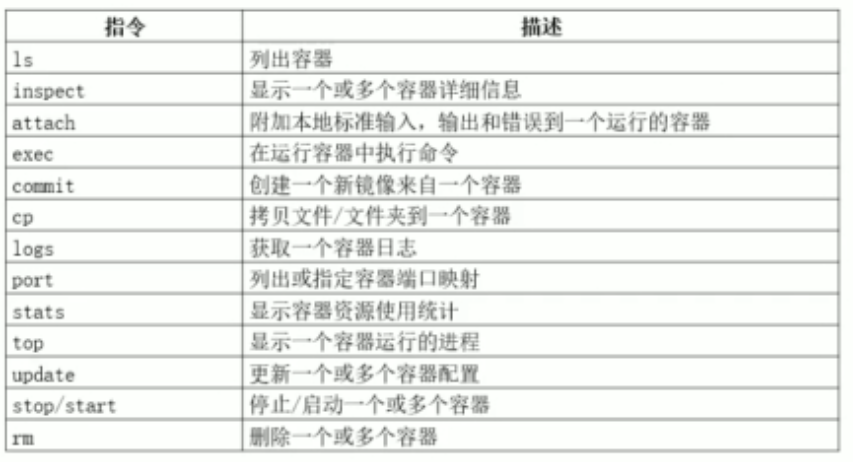 指令 描述
ls 列出容器
inspect 显示一个或多个容器详细信息
attach 附加本地标准输入，输出和错误到一个运行的容器
exec 在运行容器中执行命令
commit 创建一个新镜像来自一个容器
cp 拷贝文件/文件夹到一个容器
logs 获取一个容器日志
port 列出或指定容器端口映射
stats 显示容器资源使用统计
top 显示一个容器运行的进程
update 更新一个或多个容器配置
stop/start 停止/启动一个或多个容器
rm 删除一个或多个容器